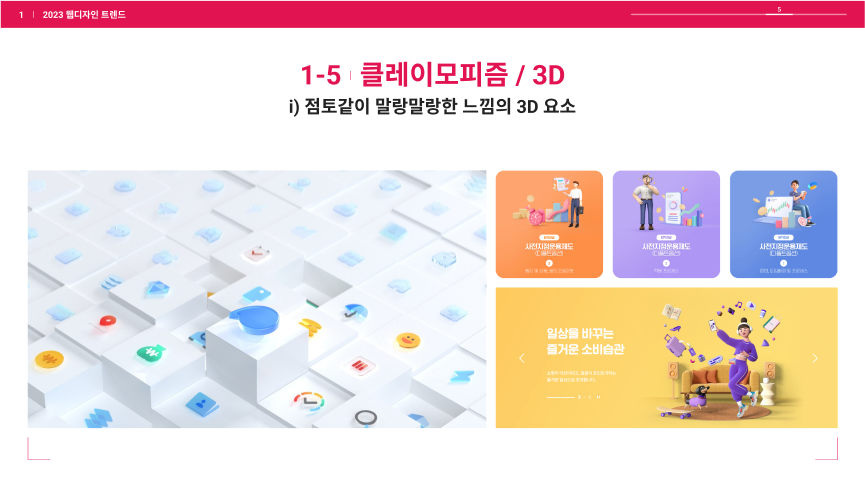 1 | 2023 웹디자인 트렌드
5
1-5 | 클레이모피즘 / 3D
i) 점토같이 말랑말랑한 느낌의 3D 요소
사전지정운용제도
(디폴트옵션)
사전지정운용제도
(디폴트옵션)
사전지정운용제도
(디폴트옵션)
일상을 바꾸는
즐거운 소비습관